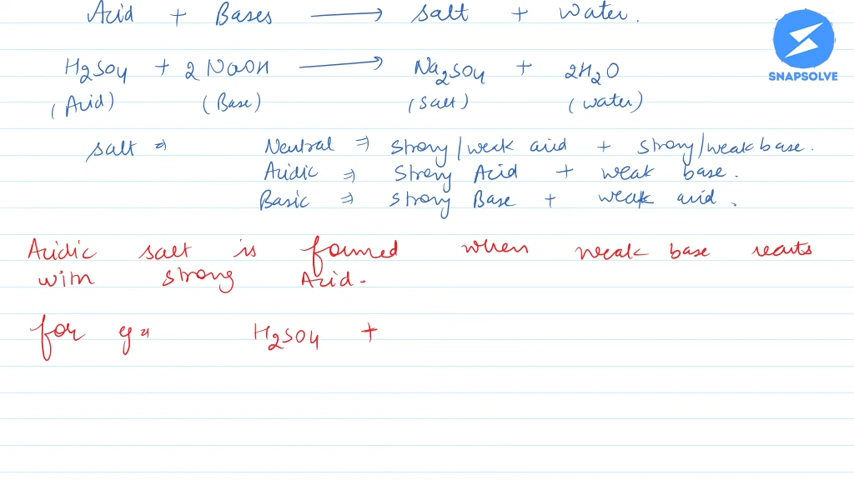 Acid + Bases ⟶ salt + Water.
H₂SO₄ + 2 NaOH ⟶ Na₂SO₄ + 2H₂O
(Acid) (Base) (Salt) (Water)
SNAPSOLVE
salt ⇒ Neutral ⇒ Strong/weak acid + Strong/weak base.
Acidic ⇒ Strong Acid + weak base.
Basic ⇒ Strong Base + weak acid.
Acidic salt is formed when weak base reacts
with strong Acid.
for eg ⇒ H₂SO₄ +